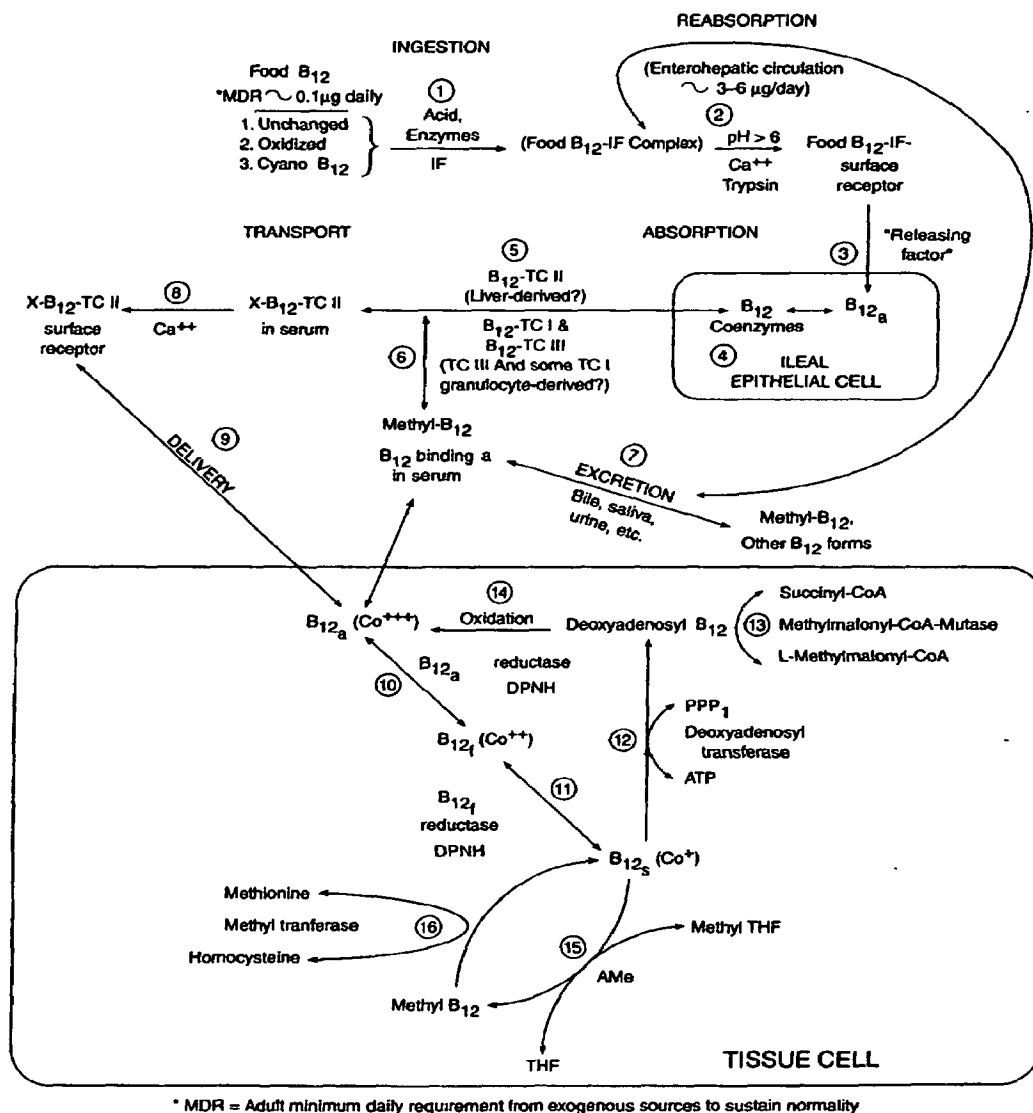 REABSORPTION
INGESTION
(Enterohepatic circulation
~ 3–6 µg/day)
Food B12
*MDR ~ 0.1µg daily
1. Unchanged
2. Oxidized
3. Cyano B12
1
Acid,
Enzymes
IF
(Food B12-IF Complex)
2
pH > 6
Ca++
Trypsin
Food B12-IF-
surface
receptor
TRANSPORT
ABSORPTION
3
"Releasing
factor"
X-B12-TC II
surface
receptor
8
Ca++
X-B12-TC II
in serum
5
B12-TC II
(Liver-derived?)
B12-TC I &
B12-TC III
(TC III And some TC I
granulocyte-derived?)
B12
Coenzymes
B12a
4
ILEAL
EPITHELIAL CELL
6
Methyl-B12
B12 binding a
in serum
9
DELIVERY
7
EXCRETION
Bile, saliva,
urine, etc.
Methyl-B12,
Other B12 forms
B12a (Co+++)
14
Oxidation
Deoxyadenosyl B12
Succinyl-CoA
13 Methylmalonyl-CoA-Mutase
L-Methylmalonyl-CoA
10
B12a
reductase
DPNH
B12f (Co++)
12
PPP1
Deoxyadenosyl
transferase
ATP
11
B12f
reductase
DPNH
B12s (Co+)
Methionine
Methyl tranferase
Homocysteine
16
15
Methyl THF
AMe
Methyl B12
THF
TISSUE CELL
* MDR = Adult minimum daily requirement from exogenous sources to sustain normality